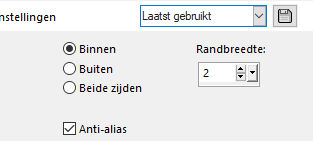 nstellingen Laatst gebruikt
Binnen Randbreedte:
Buiten 2
Beide zijden
Anti-alias